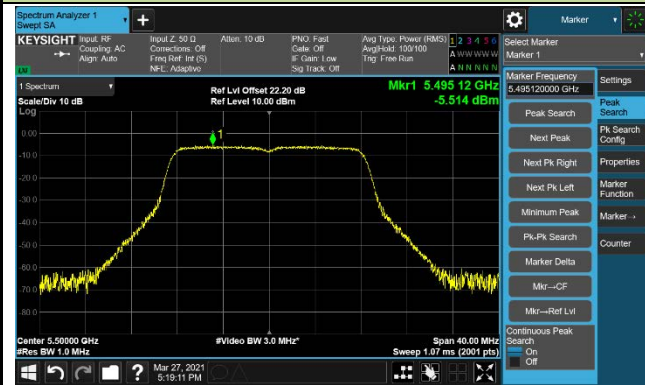 Spectrum Analyzer 1
Swept SA
Marker
KEYSIGHT
Input: RF
Coupling: AC
Align: Auto
Input Z: 50 Ω
Corrections: Off
Freq Ref: Int (S)
NFE: Adaptive
Atten: 10 dB
PNO: Fast
Gate: Off
IF Gain: Low
Sig Track: Off
Avg Type: Power (RMS)
Avg|Hold: 100/100
Trig: Free Run
1 2 3 4 5 6
A WWWWW
A N N N N N
LXI
Select Marker
Marker 1
1 Spectrum
Scale/Div 10 dB
Log
Ref Lvl Offset 22.20 dB
Ref Level 10.00 dBm
Mkr1 5.495 12 GHz
-5.514 dBm
1
0.00
-10.0
-20.0
-30.0
-40.0
-50.0
-60.0
-70.0
-80.0
Center 5.50000 GHz
#Res BW 1.0 MHz
#Video BW 3.0 MHz*
Span 40.00 MHz
Sweep 1.07 ms (2001 pts)
Marker Frequency
5.495120000 GHz
Peak Search
Next Peak
Next Pk Right
Next Pk Left
Minimum Peak
Pk-Pk Search
Marker Delta
Mkr→CF
Mkr→Ref Lvl
Continuous Peak
Search
On
Off
Settings
Peak
Search
Pk Search
Config
Properties
Marker
Function
Marker→
Counter
?
Mar 27, 2021
5:19:11 PM